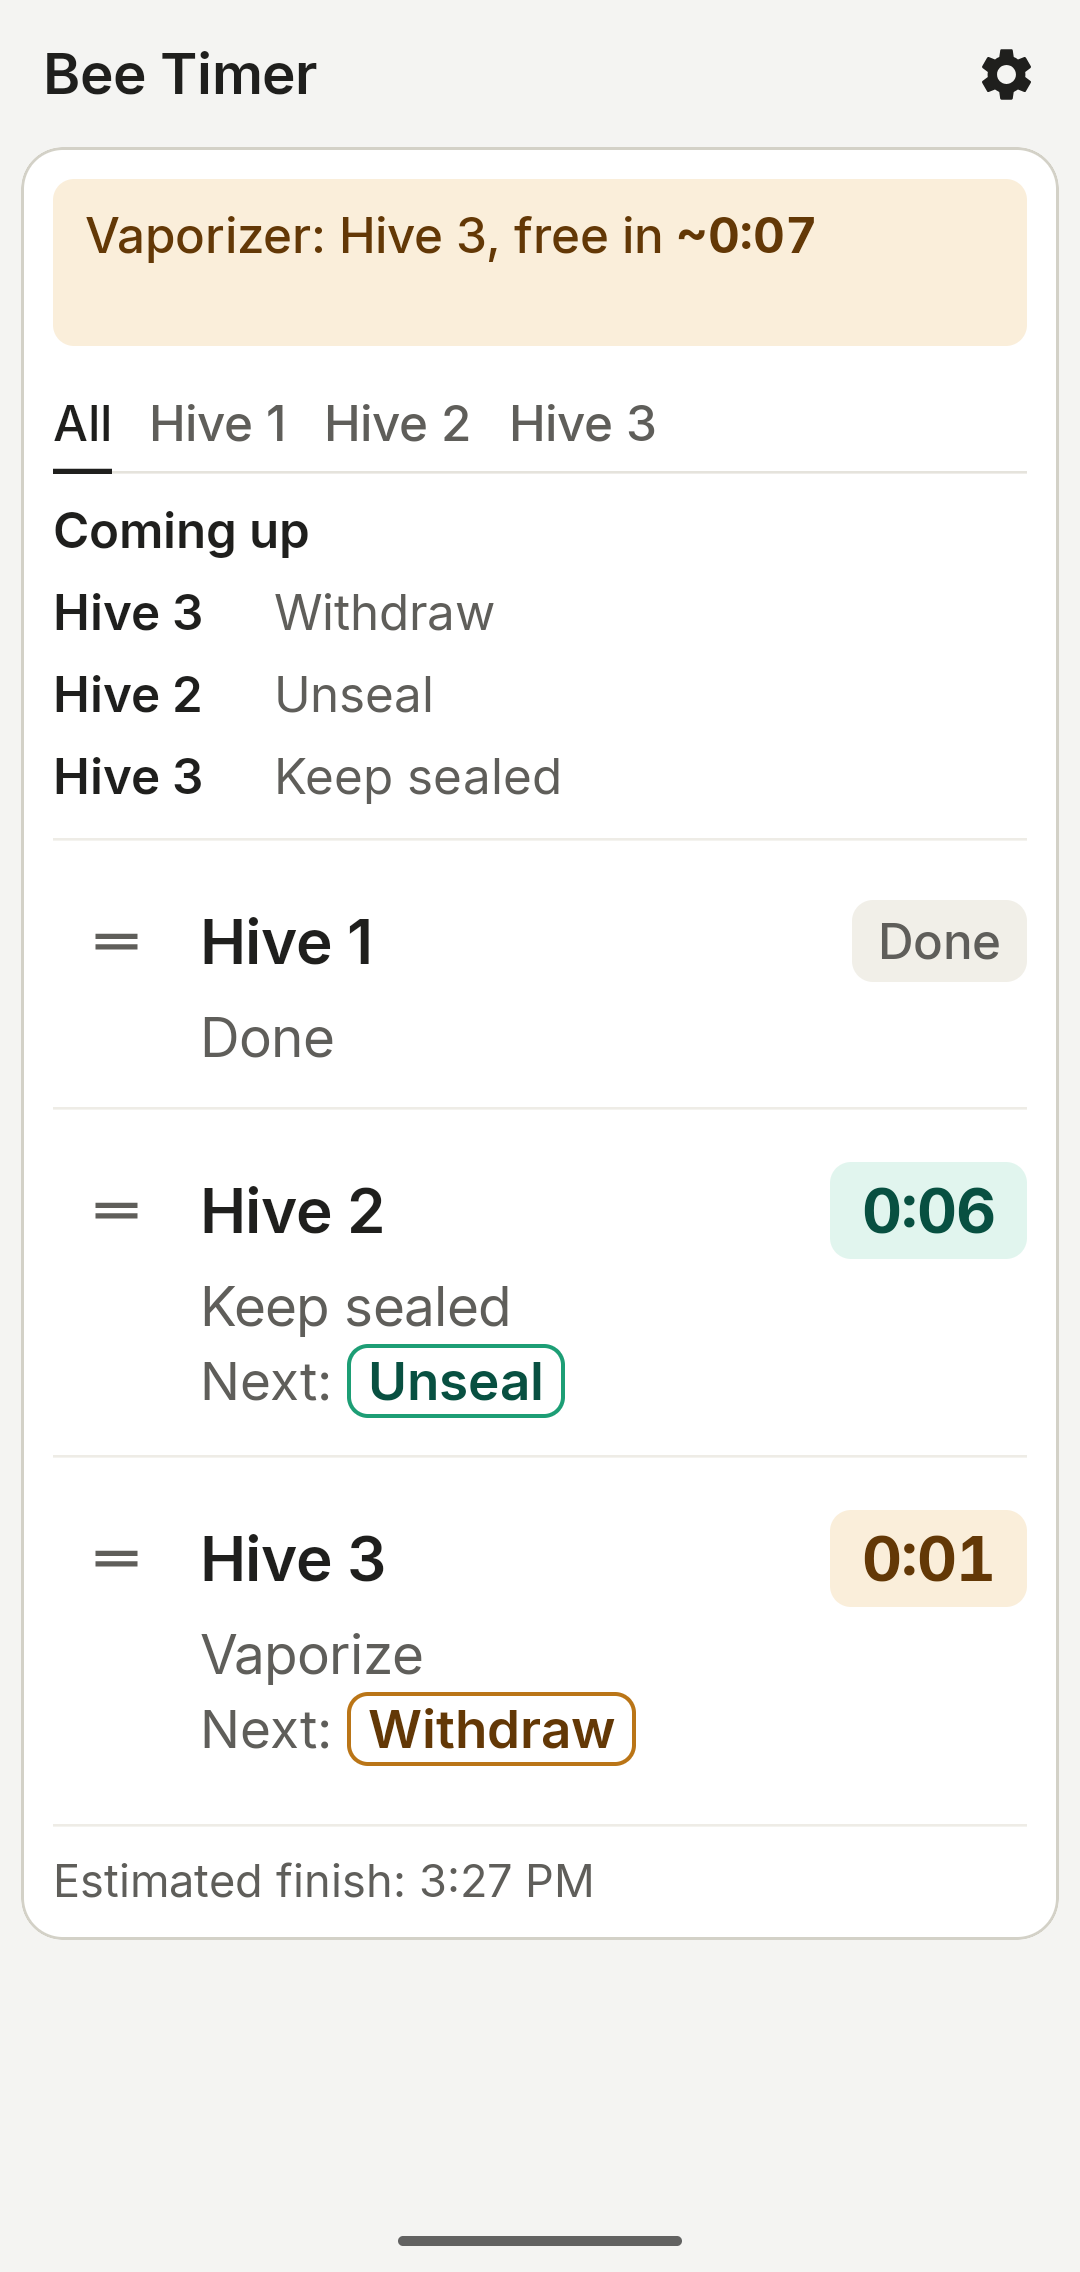 Bee Timer
Vaporizer: Hive 3, free in ~0:07
All Hive 1 Hive 2 Hive 3
Coming up
Hive 3 Withdraw
Hive 2 Unseal
Hive 3 Keep sealed
Hive 1 Done
Done
Hive 2 0:06
Keep sealed
Next: Unseal
Hive 3 0:01
Vaporize
Next: Withdraw
Estimated finish: 3:27 PM